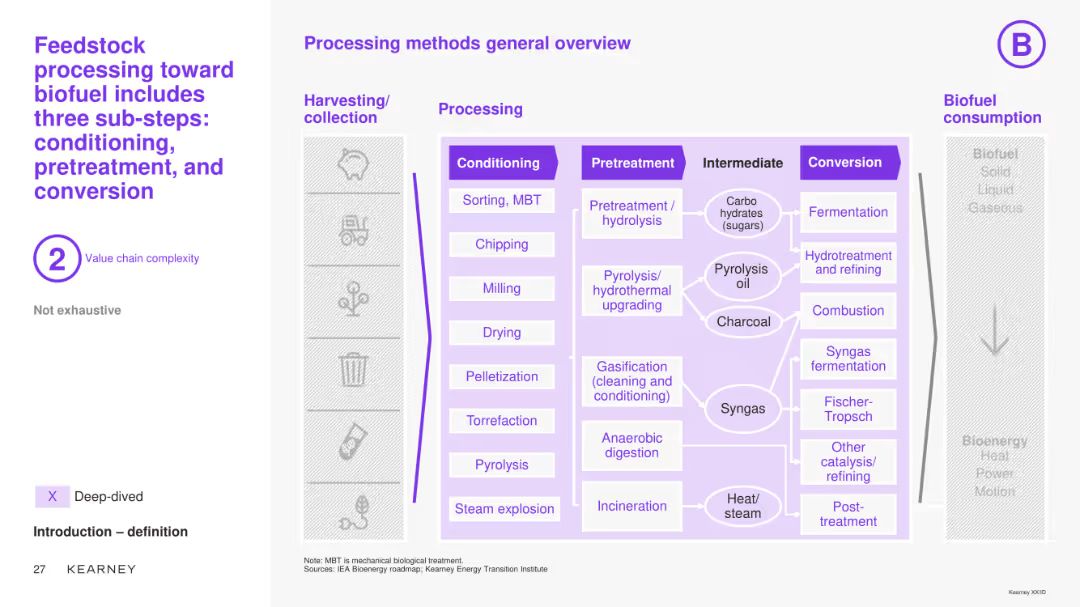 Feedstock
processing toward
biofuel includes
three sub-steps:
conditioning,
pretreatment, and
conversion
2
Value chain complexity
Not exhaustive
X
Deep-dived
Introduction – definition
27
KEARNEY
Processing methods general overview
B
Harvesting/
collection
Processing
Biofuel
consumption
Conditioning
Sorting, MBT
Chipping
Milling
Drying
Pelletization
Torrefaction
Pyrolysis
Steam explosion
Pretreatment
Pretreatment /
hydrolysis
Pyrolysis/
hydrothermal
upgrading
Gasification
(cleaning and
conditioning)
Anaerobic
digestion
Incineration
Intermediate
Carbo
hydrates
(sugars)
Pyrolysis
oil
Charcoal
Syngas
Heat/
steam
Conversion
Fermentation
Hydrotreatment
and refining
Combustion
Syngas
fermentation
Fischer-
Tropsch
Other
catalysis/
refining
Post-
treatment
Biofuel
Solid
Liquid
Gaseous
Bioenergy
Heat
Power
Motion
Note: MBT is mechanical biological treatment.
Sources: IEA Bioenergy roadmap; Kearney Energy Transition Institute
Kearney XX/ID